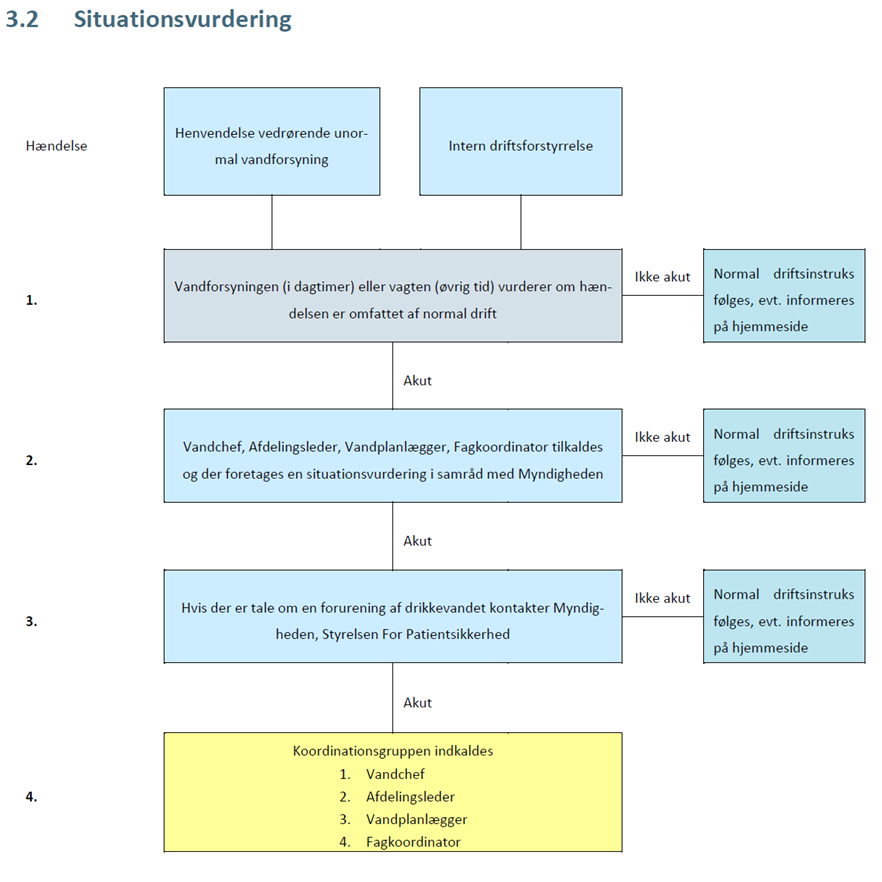 3.2 Situationsvurdering
Hændelse
Henvendelse vedrørende unor-
mal vandforsyning
Intern driftsforstyrrelse
1.
Vandforsyningen (i dagtimer) eller vagten (øvrig tid) vurderer om hæn-
delsen er omfattet af normal drift
Ikke akut
Normal driftsinstruks
følges, evt. informeres
på hjemmeside
Akut
2.
Vandchef, Afdelingsleder, Vandplanlægger, Fagkoordinator tilkaldes
og der foretages en situationsvurdering i samråd med Myndigheden
Ikke akut
Normal driftsinstruks
følges, evt. informeres
på hjemmeside
Akut
3.
Hvis der er tale om en forurening af drikkevandet kontakter Myndig-
heden, Styrelsen For Patientsikkerhed
Ikke akut
Normal driftsinstruks
følges, evt. informeres
på hjemmeside
Akut
4.
Koordinationsgruppen indkaldes
1. Vandchef
2. Afdelingsleder
3. Vandplanlægger
4. Fagkoordinator